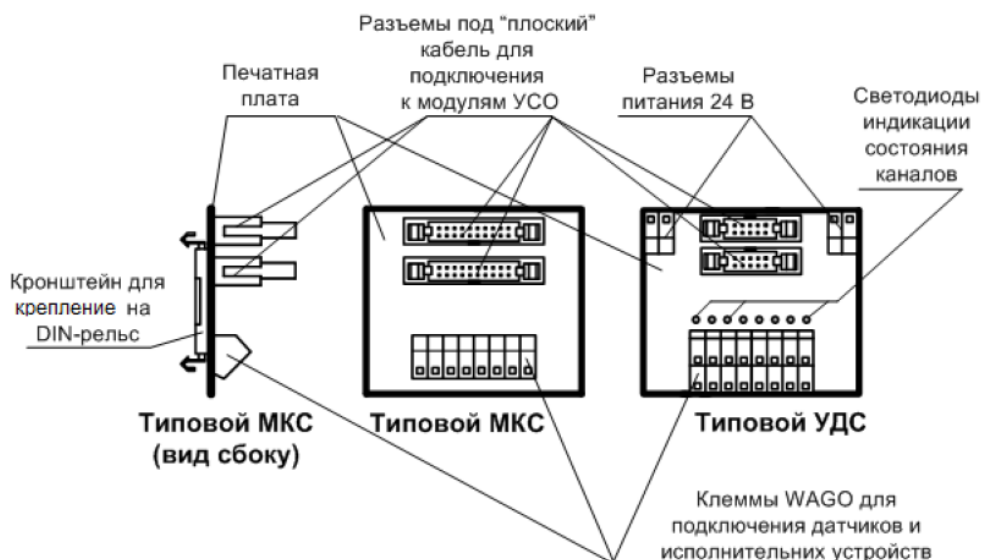 Разъемы под “плоский”
кабель для
подключения
к модулям УСО
Печатная
плата
Разъемы
питания 24 В
Светодиоды
индикации
состояния
каналов
Кронштейн для
крепление на
DIN-рельс
Типовой МКС
(вид сбоку)
Типовой МКС
Типовой УДС
Клеммы WAGO для
подключения датчиков и
исполнительних устройств